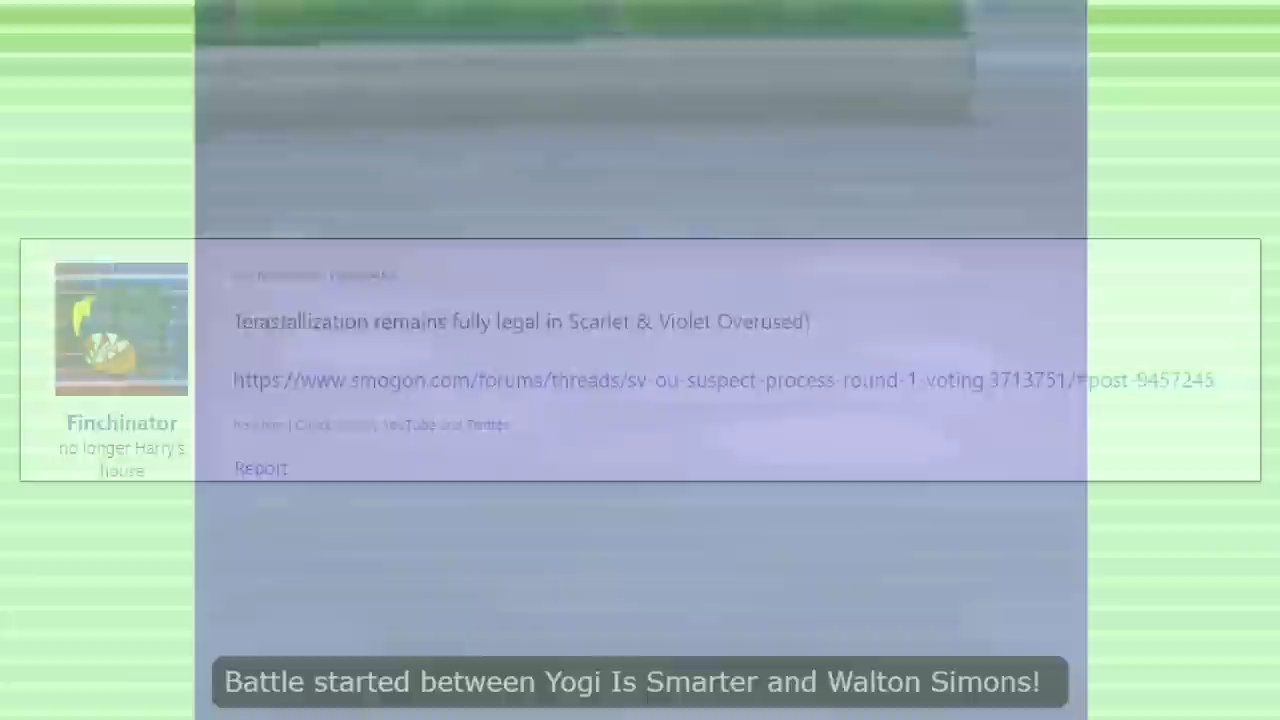 Terastallization remains fully legal in Scarlet & Violet Overused!
https://www.smogon.com/forums/threads/sv-ou-suspect-process-round-1-voting.3713751/#post-9457245
YouTube and Twitter
Report
Finchinator
no longer Harry's
house
Battle started between Yogi Is Smarter and Walton Simons!